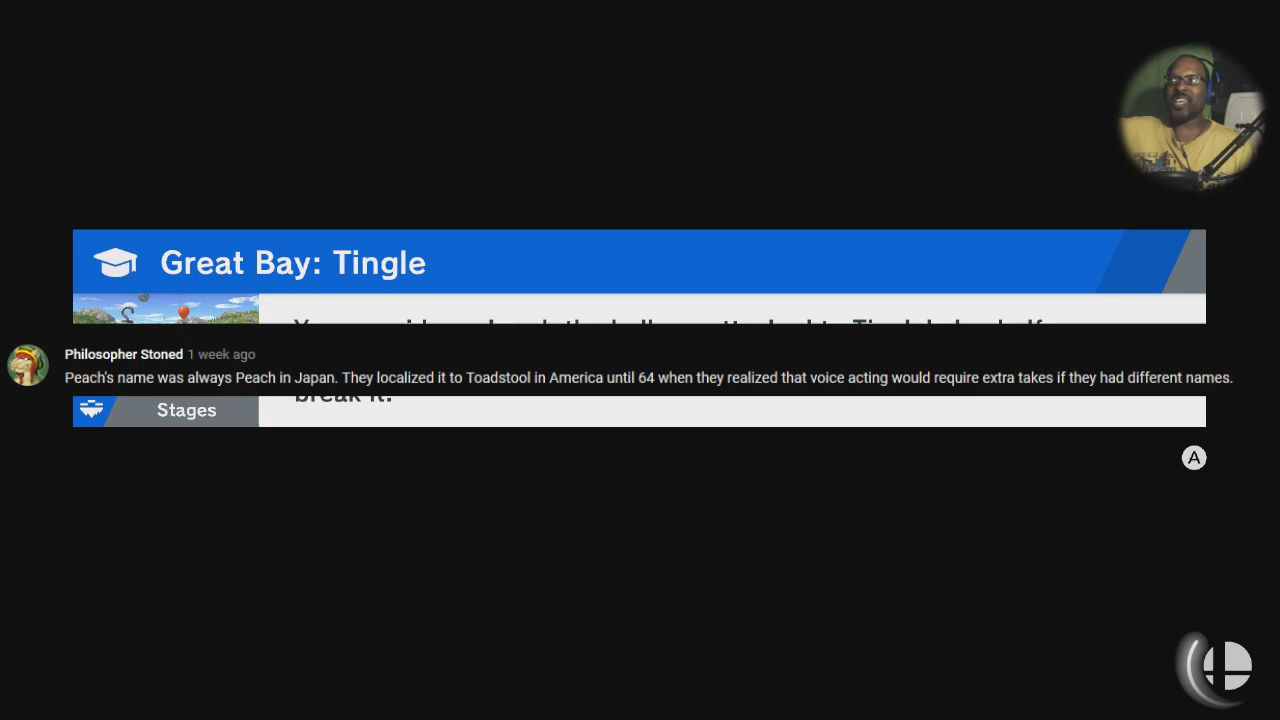 Great Bay: Tingle
Philosopher Stoned 1 week ago
Peach's name was always Peach in Japan. They localized it to Toadstool in America until 64 when they realized that voice acting would require extra takes if they had different names.
break it!
Stages
A